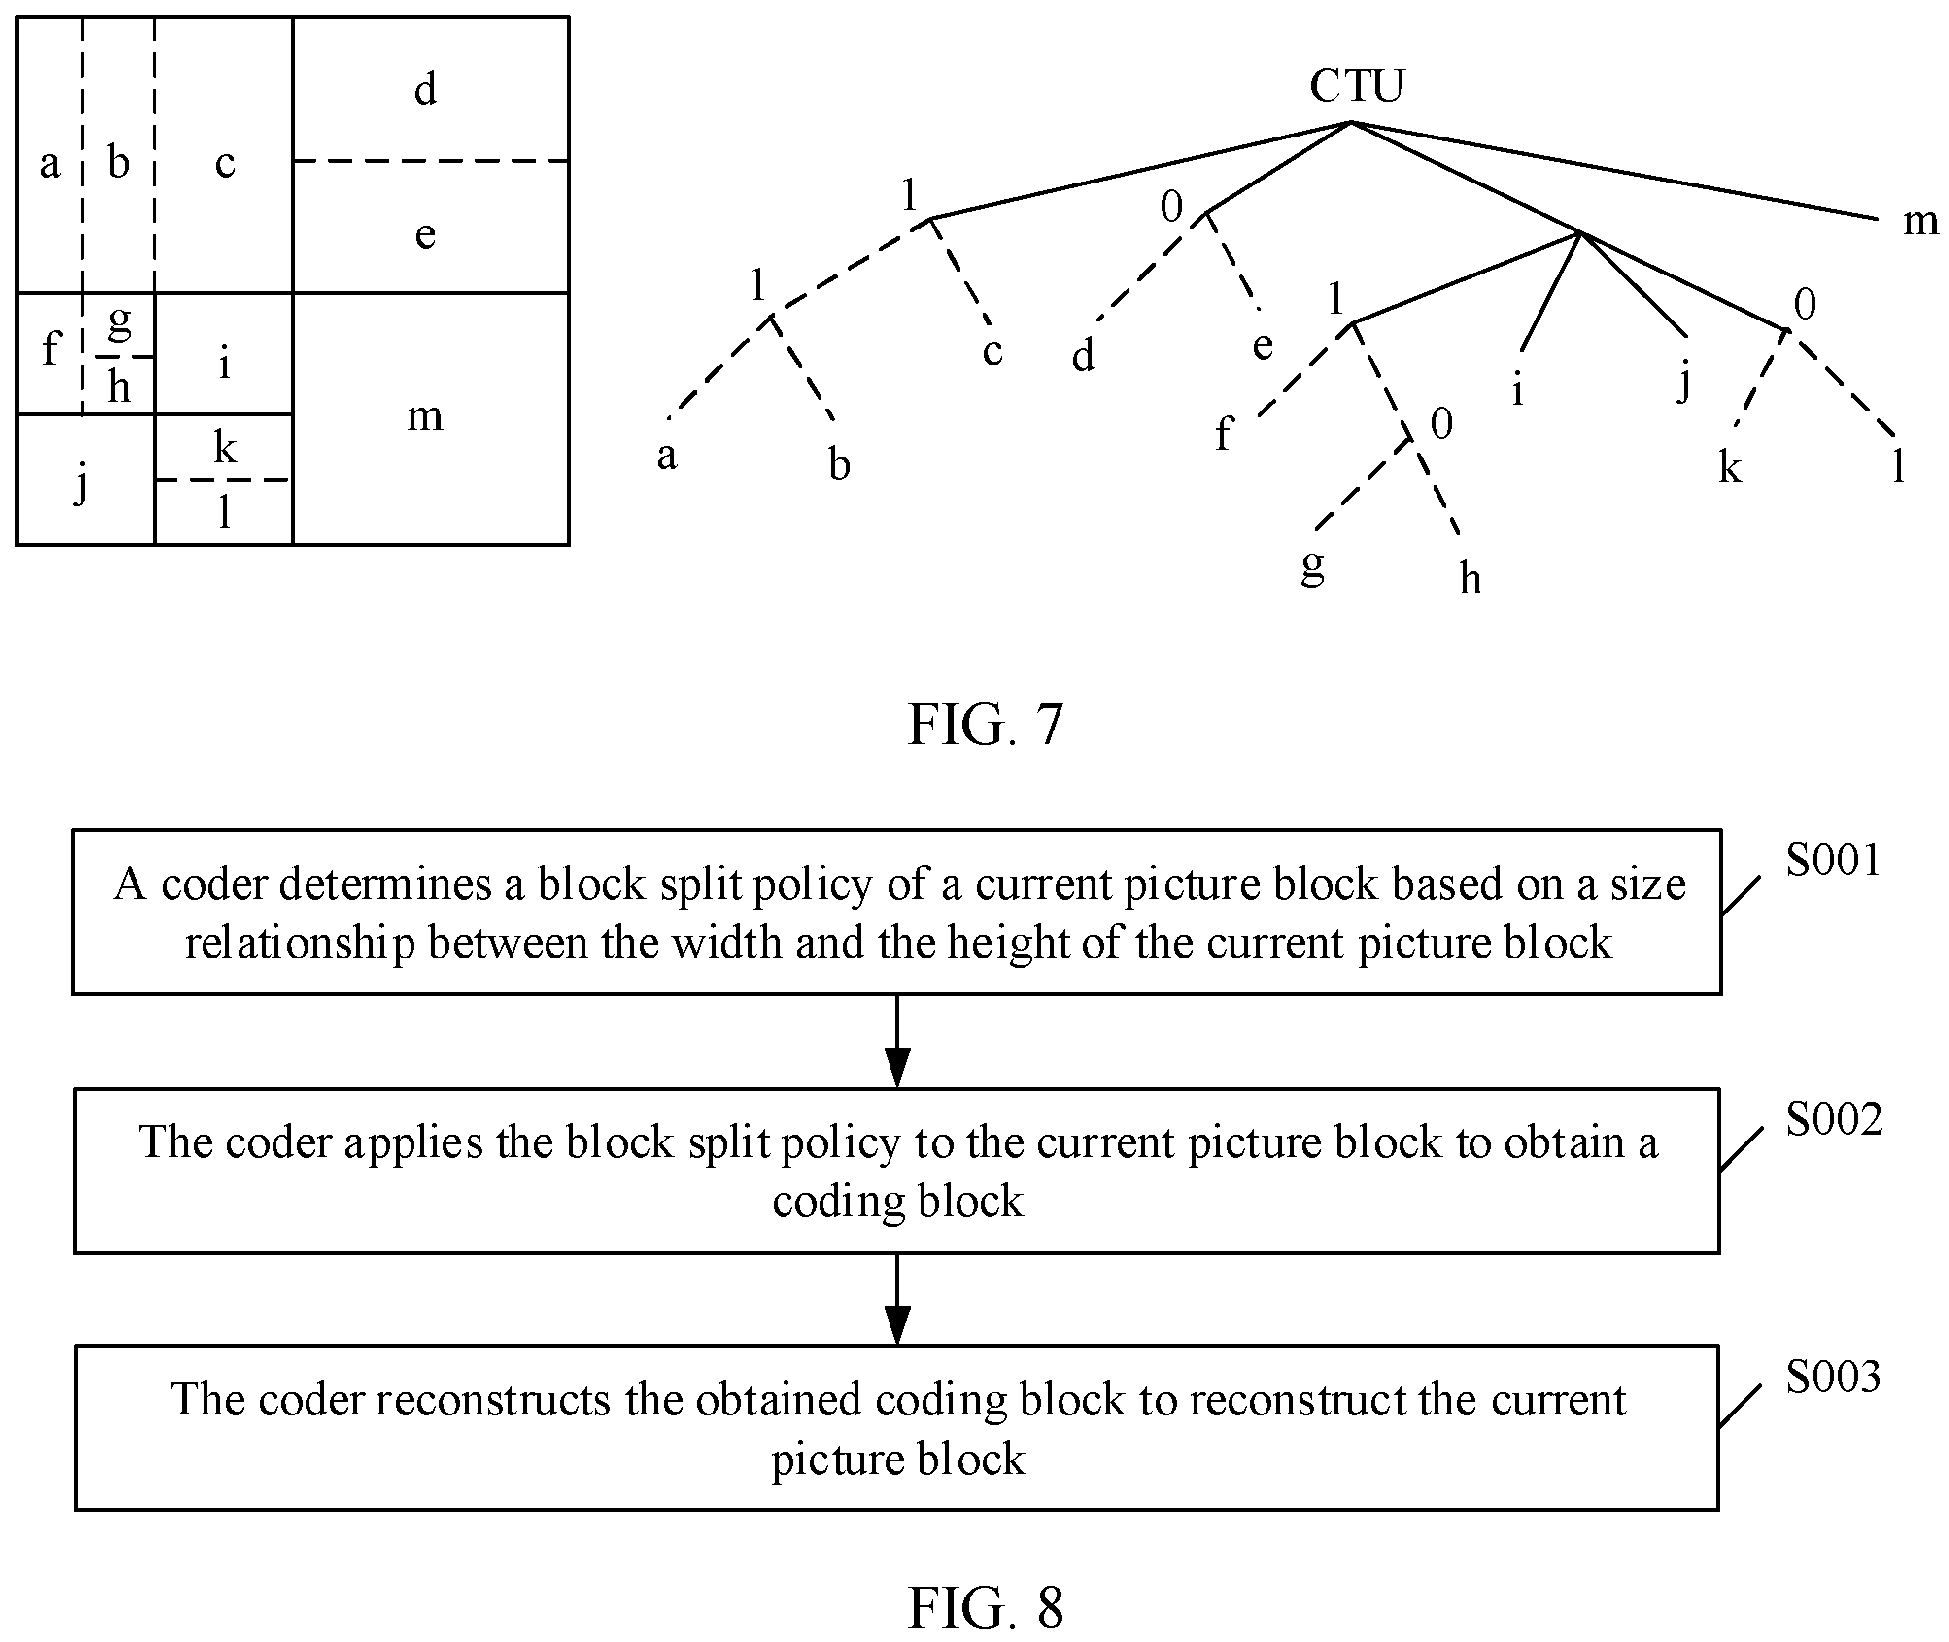 a b c d
e
f g h i
j k l m
CTU
1 0 m
1 c d e 1 i j 0
a b f 0 k l
g h
FIG. 7
A coder determines a block split policy of a current picture block based on a size
relationship between the width and the height of the current picture block
S001
The coder applies the block split policy to the current picture block to obtain a
coding block
S002
The coder reconstructs the obtained coding block to reconstruct the current
picture block
S003
FIG. 8